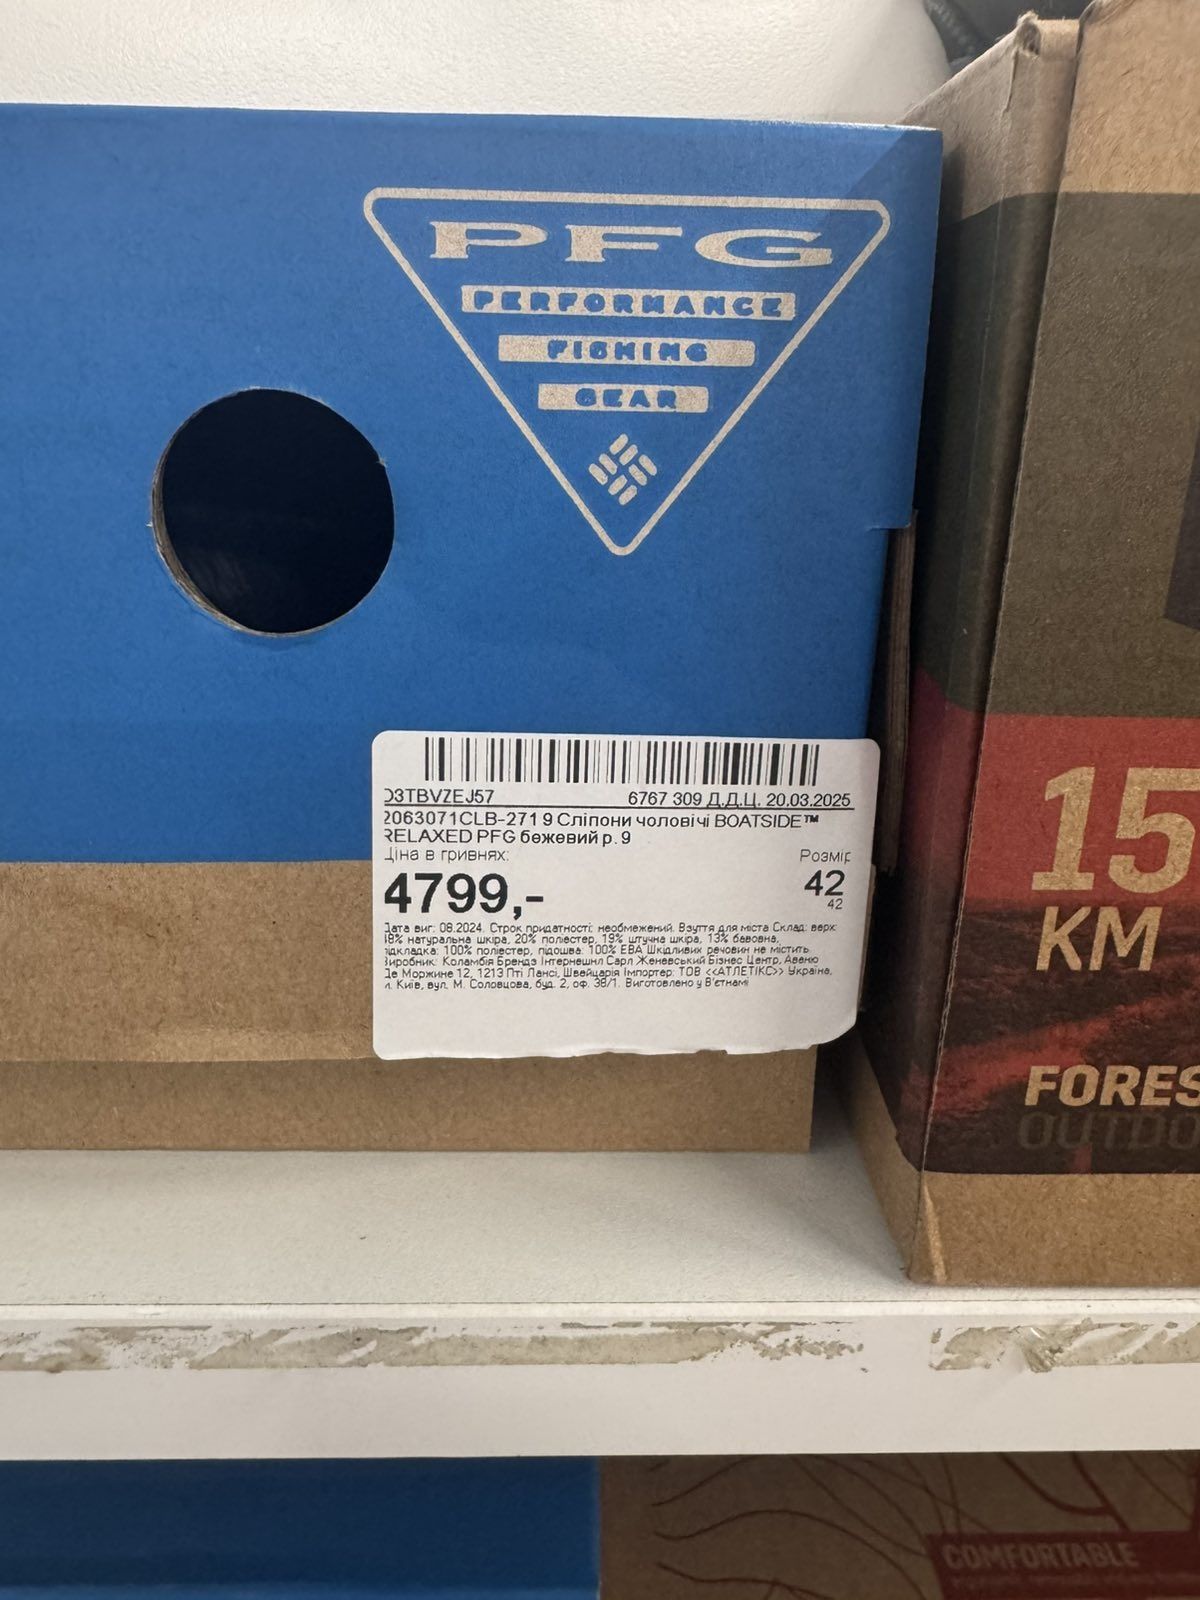 PFG
PERFORMANCE
FISHING
GEAR
D3TBVZEJ57 6767 309 Д.Д.Ц. 20.03.2025
2063071CLB-271 9 Сліпони чоловічі BOATSIDE™
RELAXED PFG бежевий р. 9
Ціна в гривнях: Розмір
4799,- 42
42
Дата виг: 08.2024. Строк придатності: необмежений. Взуття для міста Склад: верх:
18% натуральна шкіра, 20% поліестер, 19% штучна шкіра, 13% бавовна,
підкладка: 100% поліестер, підошва: 100% ЕВА Шкідливих речовин не містить
Виробник: Коламбія Брендз Інтернешнл Сарл Женевський Бізнес Центр, Авеню
Де Моржине 12, 1213 Пті Лансі, Швейцарія Імпортер: ТОВ <<АТЛЕТІКС>> Україна,
м. Київ, вул. М. Соловцова, буд. 2, оф. 38/1. Виготовлено у В'єтнамі
15
KM
FORES
OUTDO
COMFORTABLE